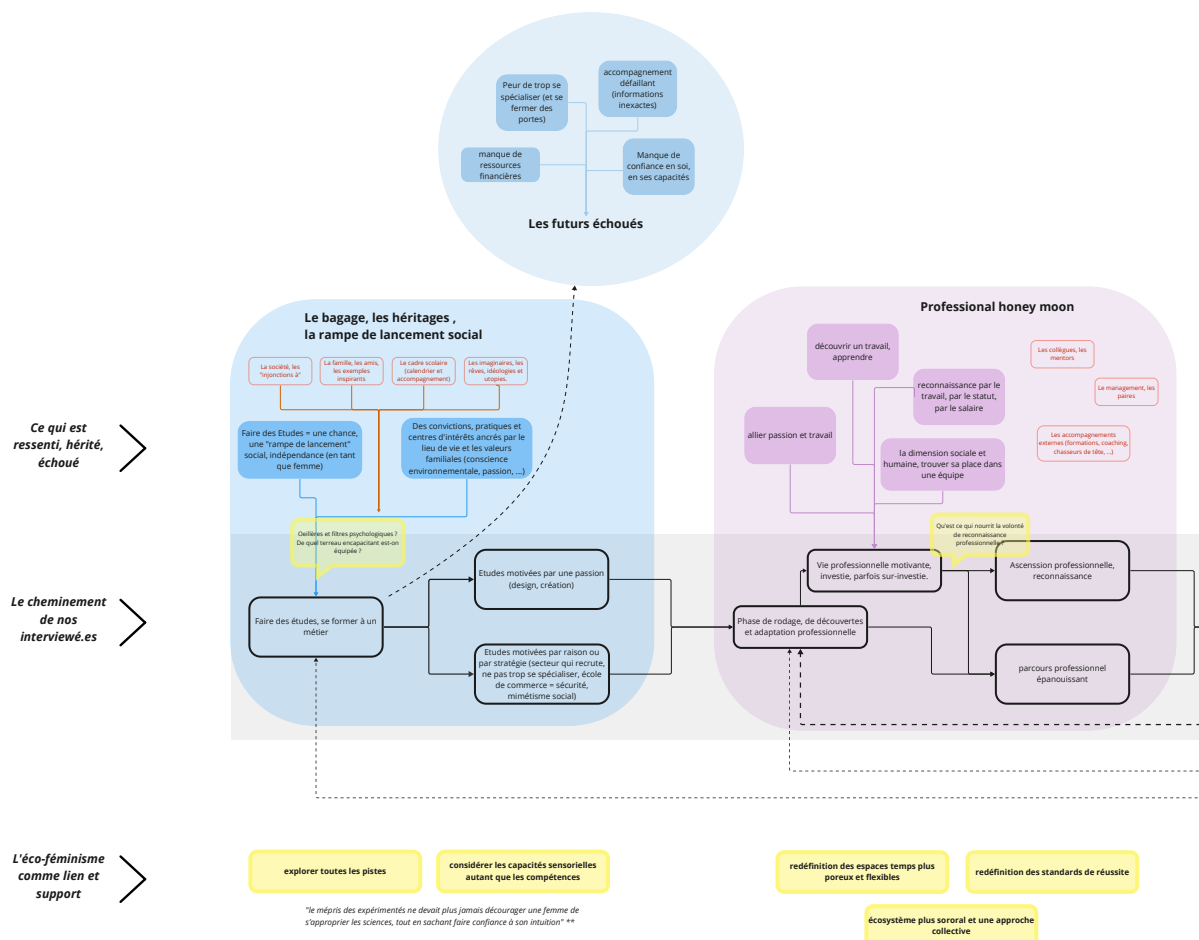 Peur de trop se
spécialiser (et se
fermer des
portes)
accompagnement
défaillant
(informations
inexactes)
manque de
ressources
financières
Manque de
confiance en soi,
en ses capacités
Les futurs échoués
Le bagage, les héritages ,
la rampe de lancement social
La société, les
"injonctions à"
La famille, les amis,
les exemples
inspirants
Le cadre scolaire
(calendrier et
accompagnement)
Les imaginaires, les
rêves, idéologies et
utopies.
Faire des Etudes = une chance,
une "rampe de lancement"
social, indépendance (en tant
que femme)
Des convictions, pratiques et
centres d'intérêts ancrés par le
lieu de vie et les valeurs
familiales (conscience
environnementale, passion, ...)
Professional honey moon
découvrir un travail,
apprendre
reconnaissance par le
travail, par le statut,
par le salaire
allier passion et travail
la dimension sociale et
humaine, trouver sa place dans
une équipe
Les collègues, les
mentors
Le management, les
paires
Les accompagnements
externes (formations, coaching,
chasseurs de tête, ...)
Ce qui est
ressenti, hérité,
échoué
Oeillères et filtres psychologiques ?
De quel terreau encapacitant est-on
équipée ?
Qu'est ce qui nourrit la volonté
de reconnaissance
professionnelle ?
Le cheminement
de nos
interviewé.es
Faire des études, se former à un
métier
Etudes motivées par une passion
(design, création)
Etudes motivées par raison ou
par stratégie (secteur qui recrute,
ne pas trop se spécialiser, école
de commerce = sécurité,
mimétisme social)
Phase de rodage, de découvertes
et adaptation professionnelle
Vie professionnelle motivante,
investie, parfois sur-investie.
Ascenssion professionnelle,
reconnaissance
parcours professionnel
épanouissant
L'éco-féminisme
comme lien et
support
explorer toutes les pistes
considérer les capacités sensorielles
autant que les compétences
"le mépris des expérimentés ne devait plus jamais décourager une femme de
s'approprier les sciences, tout en sachant faire confiance à son intuition" **
redéfinition des espaces temps plus
poreux et flexibles
redéfinition des standards de réussite
écosystème plus sororal et une approche
collective